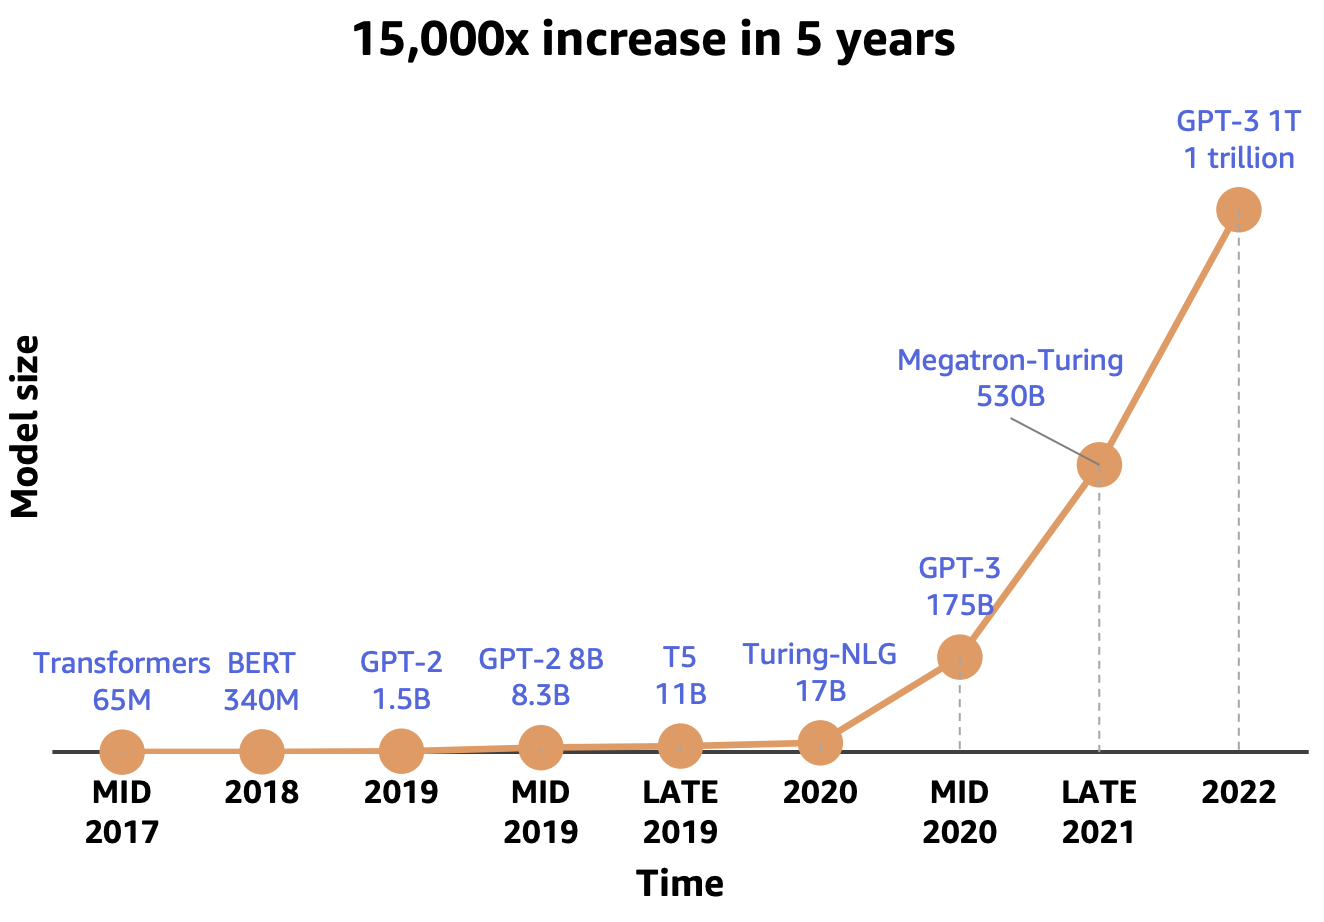 15,000x increase in 5 years
GPT-3 1T
1 trillion
Megatron-Turing
530B
GPT-3
175B
Transformers
65M
BERT
340M
GPT-2
1.5B
GPT-2 8B
8.3B
T5
11B
Turing-NLG
17B
Model size
MID
2017
2018
2019
MID
2019
LATE
2019
2020
MID
2020
LATE
2021
2022
Time